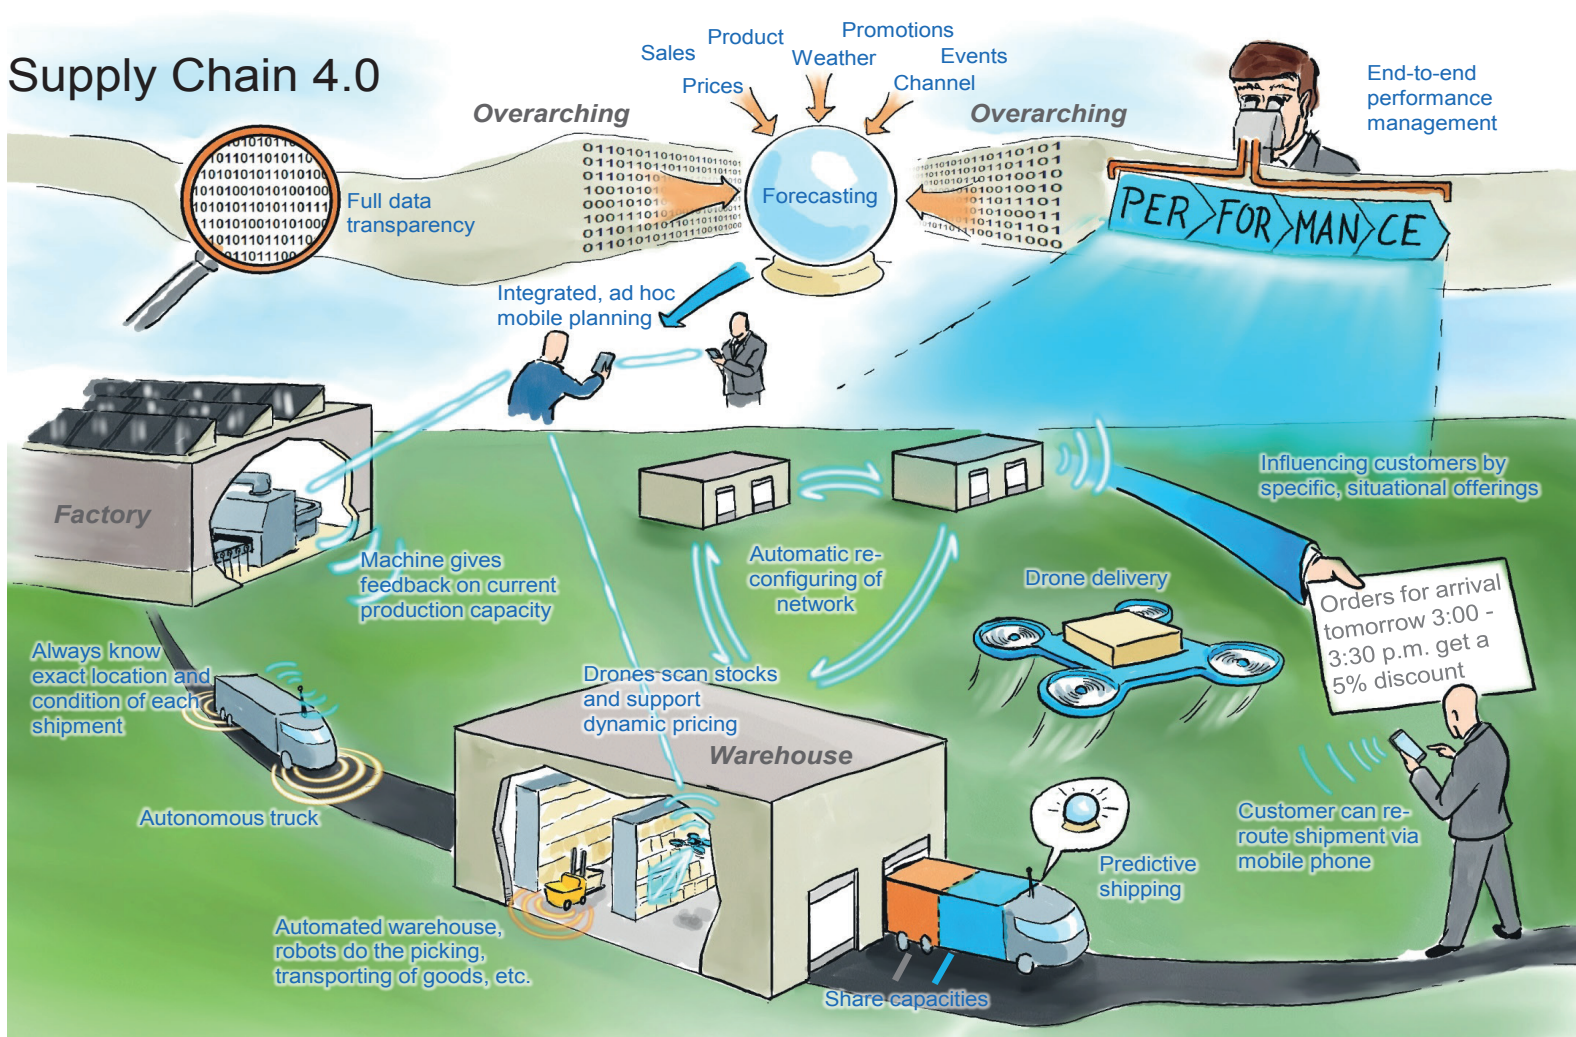 Supply Chain 4.0
Sales
Product
Promotions
Prices
Weather
Events
Channel
Overarching
Overarching
End-to-end
performance
management
Full data
transparency
Forecasting
PER FOR MAN CE
Integrated, ad hoc
mobile planning
Factory
Machine gives
feedback on current
production capacity
Automatic re-
configuring of
network
Influencing customers by
specific, situational offerings
Drone delivery
Orders for arrival
tomorrow 3:00 -
3:30 p.m. get a
5% discount
Always know
exact location and
condition of each
shipment
Autonomous truck
Drones scan stocks
and support
dynamic pricing
Warehouse
Customer can re-
route shipment via
mobile phone
Predictive
shipping
Automated warehouse,
robots do the picking,
transporting of goods, etc.
Share capacities